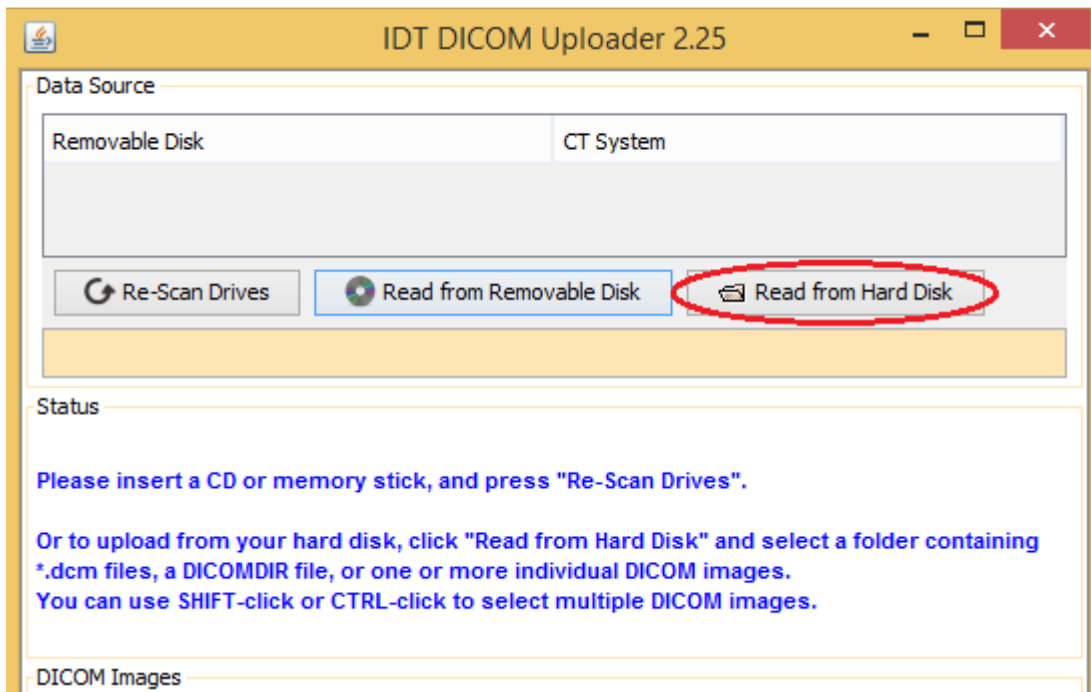 IDT DICOM Uploader 2.25
Data Source
Removable Disk CT System
Re-Scan Drives Read from Removable Disk Read from Hard Disk
Status
Please insert a CD or memory stick, and press "Re-Scan Drives".
Or to upload from your hard disk, click "Read from Hard Disk" and select a folder containing
*.dcm files, a DICOMDIR file, or one or more individual DICOM images.
You can use SHIFT-click or CTRL-click to select multiple DICOM images.
DICOM Images